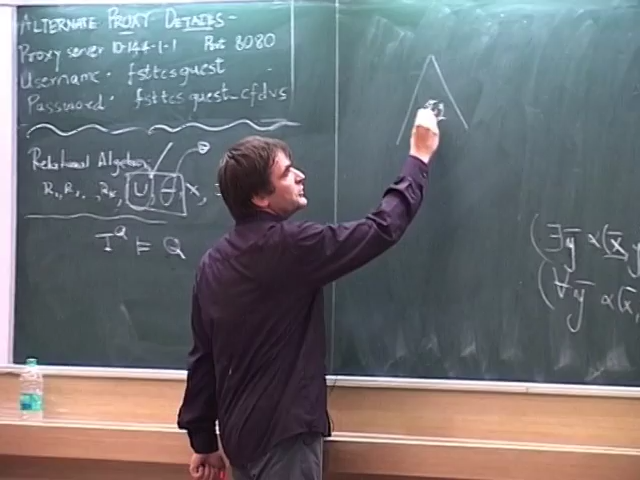 ALTERNATE PROXY DETAILS -
Proxy server 10.144.1.1 Port 8080
Username. fsttcsguest
Password. fsttcsguest_cfdvs
Relational Algebra
R₁, R₂, .., Rₖ, U ×
I^a ⊨ Q
(∃ȳ α(x̄, y
(∀ȳ α(x̄,